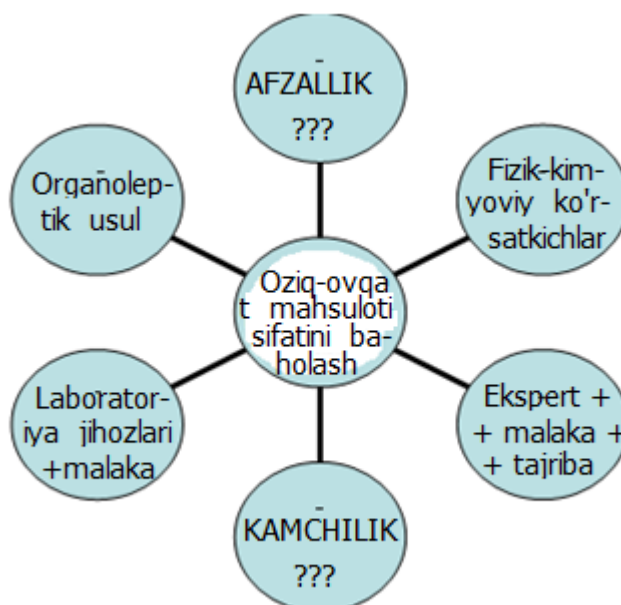 -
AFZALLIK
???
Organolep-
tik usul
Fizik-kim-
yoviy ko'r-
satkichlar
Oziq-ovqa
t mahsuloti
sifatini ba-
holash
Laborator-
iya jihozlari
+malaka
Ekspert +
+ malaka +
+ tajriba
-
KAMCHILIK
???